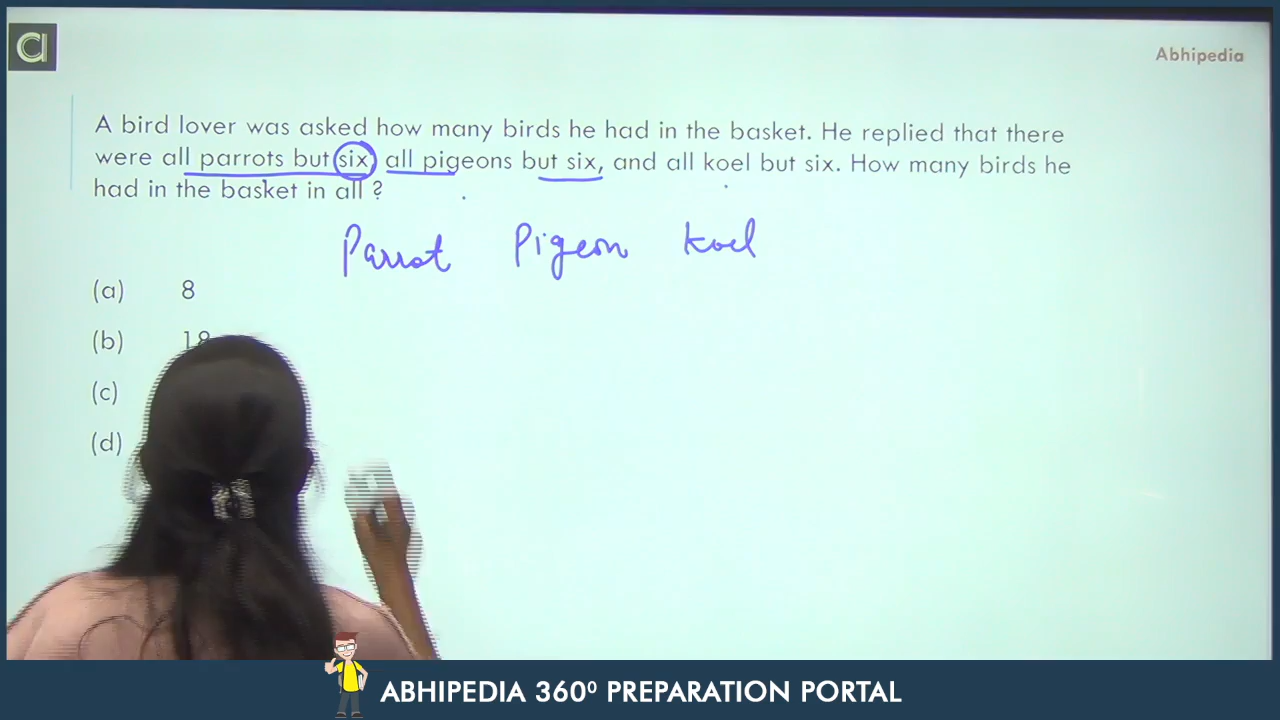 Abhipedia
A bird lover was asked how many birds he had in the basket. He replied that there
were all parrots but six, all pigeons but six, and all koel but six. How many birds he
had in the basket in all ?
Parrot Pigeon Koel
(a) 8
(b) 18
(c)
(d)
ABHIPEDIA 360⁰ PREPARATION PORTAL